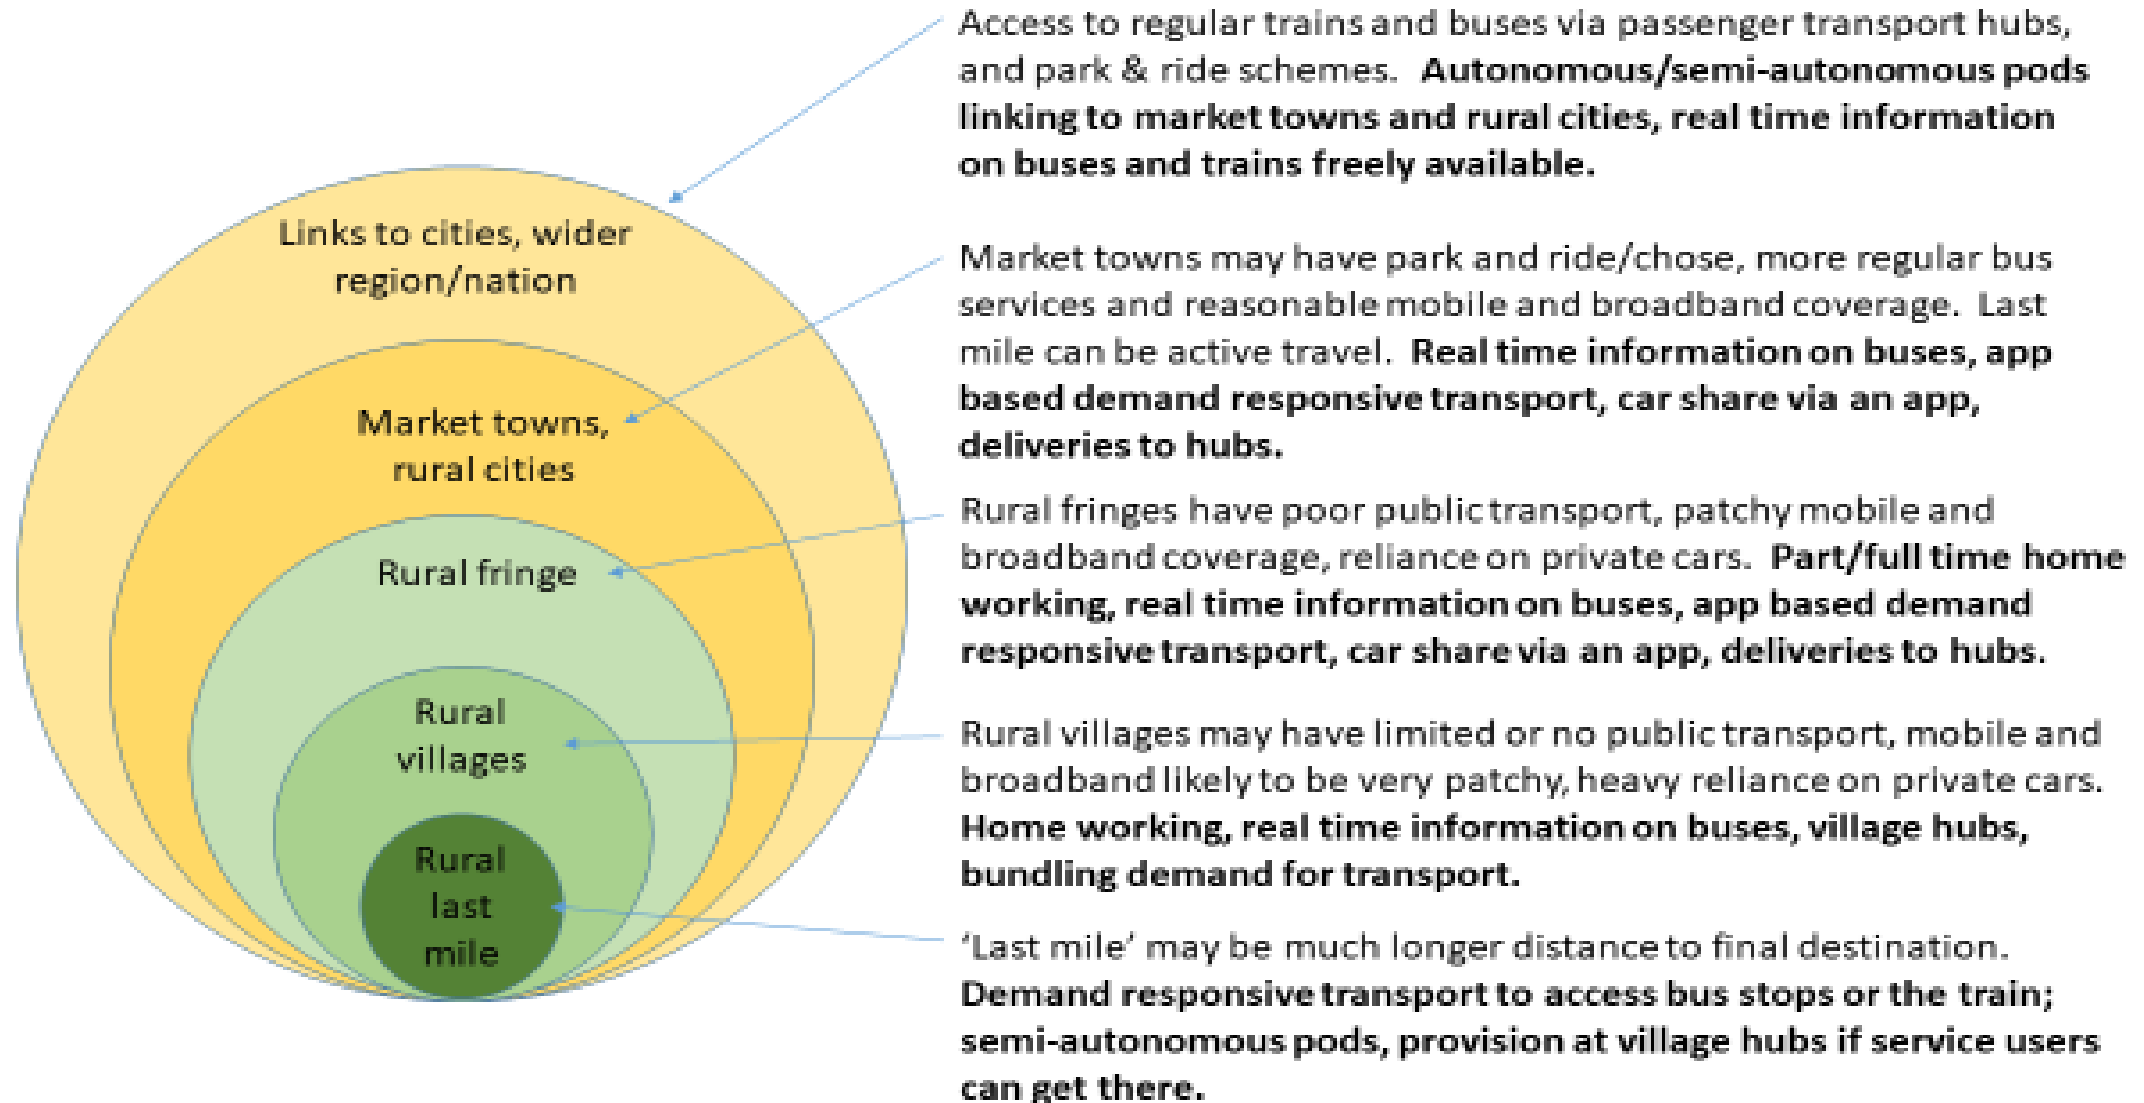 Access to regular trains and buses via passenger transport hubs,
and park & ride schemes. Autonomous/semi-autonomous pods
linking to market towns and rural cities, real time information
on buses and trains freely available.
Links to cities, wider
region/nation
Market towns may have park and ride/chose, more regular bus
services and reasonable mobile and broadband coverage. Last
mile can be active travel. Real time information on buses, app
based demand responsive transport, car share via an app,
deliveries to hubs.
Market towns,
rural cities
Rural fringes have poor public transport, patchy mobile and
broadband coverage, reliance on private cars. Part/full time home
working, real time information on buses, app based demand
responsive transport, car share via an app, deliveries to hubs.
Rural fringe
Rural villages may have limited or no public transport, mobile and
broadband likely to be very patchy, heavy reliance on private cars.
Home working, real time information on buses, village hubs,
bundling demand for transport.
Rural
villages
'Last mile' may be much longer distance to final destination.
Demand responsive transport to access bus stops or the train;
semi-autonomous pods, provision at village hubs if service users
can get there.
Rural
last
mile